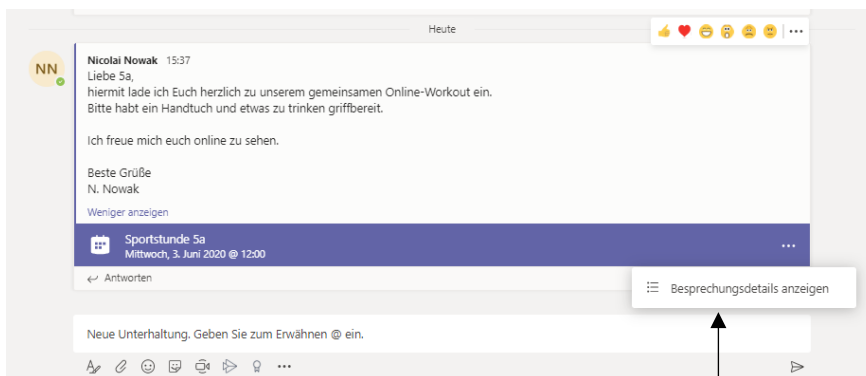 Heute
NN
Nicolai Nowak 15:37
Liebe 5a,
hiermit lade ich Euch herzlich zu unserem gemeinsamen Online-Workout ein.
Bitte habt ein Handtuch und etwas zu trinken griffbereit.
Ich freue mich euch online zu sehen.
Beste Grüße
N. Nowak
Weniger anzeigen
Sportstunde 5a
Mittwoch, 3. Juni 2020 @ 12:00
Antworten
Besprechungsdetails anzeigen
Neue Unterhaltung. Geben Sie zum Erwähnen @ ein.